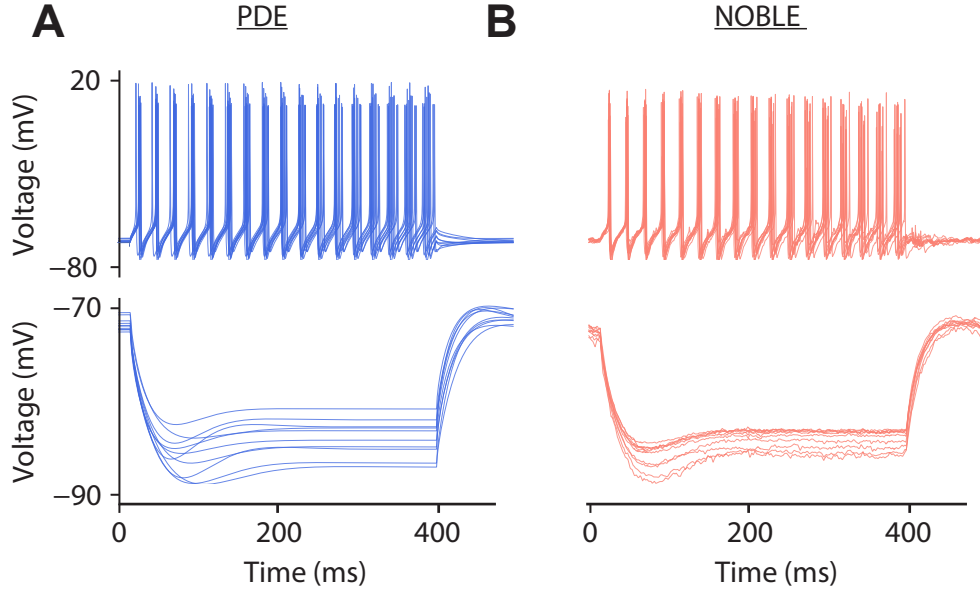 A PDE B NOBLE
20
Voltage (mV)
−80
−70
Voltage (mV)
−90
0 200 400 0 200 400
Time (ms) Time (ms)